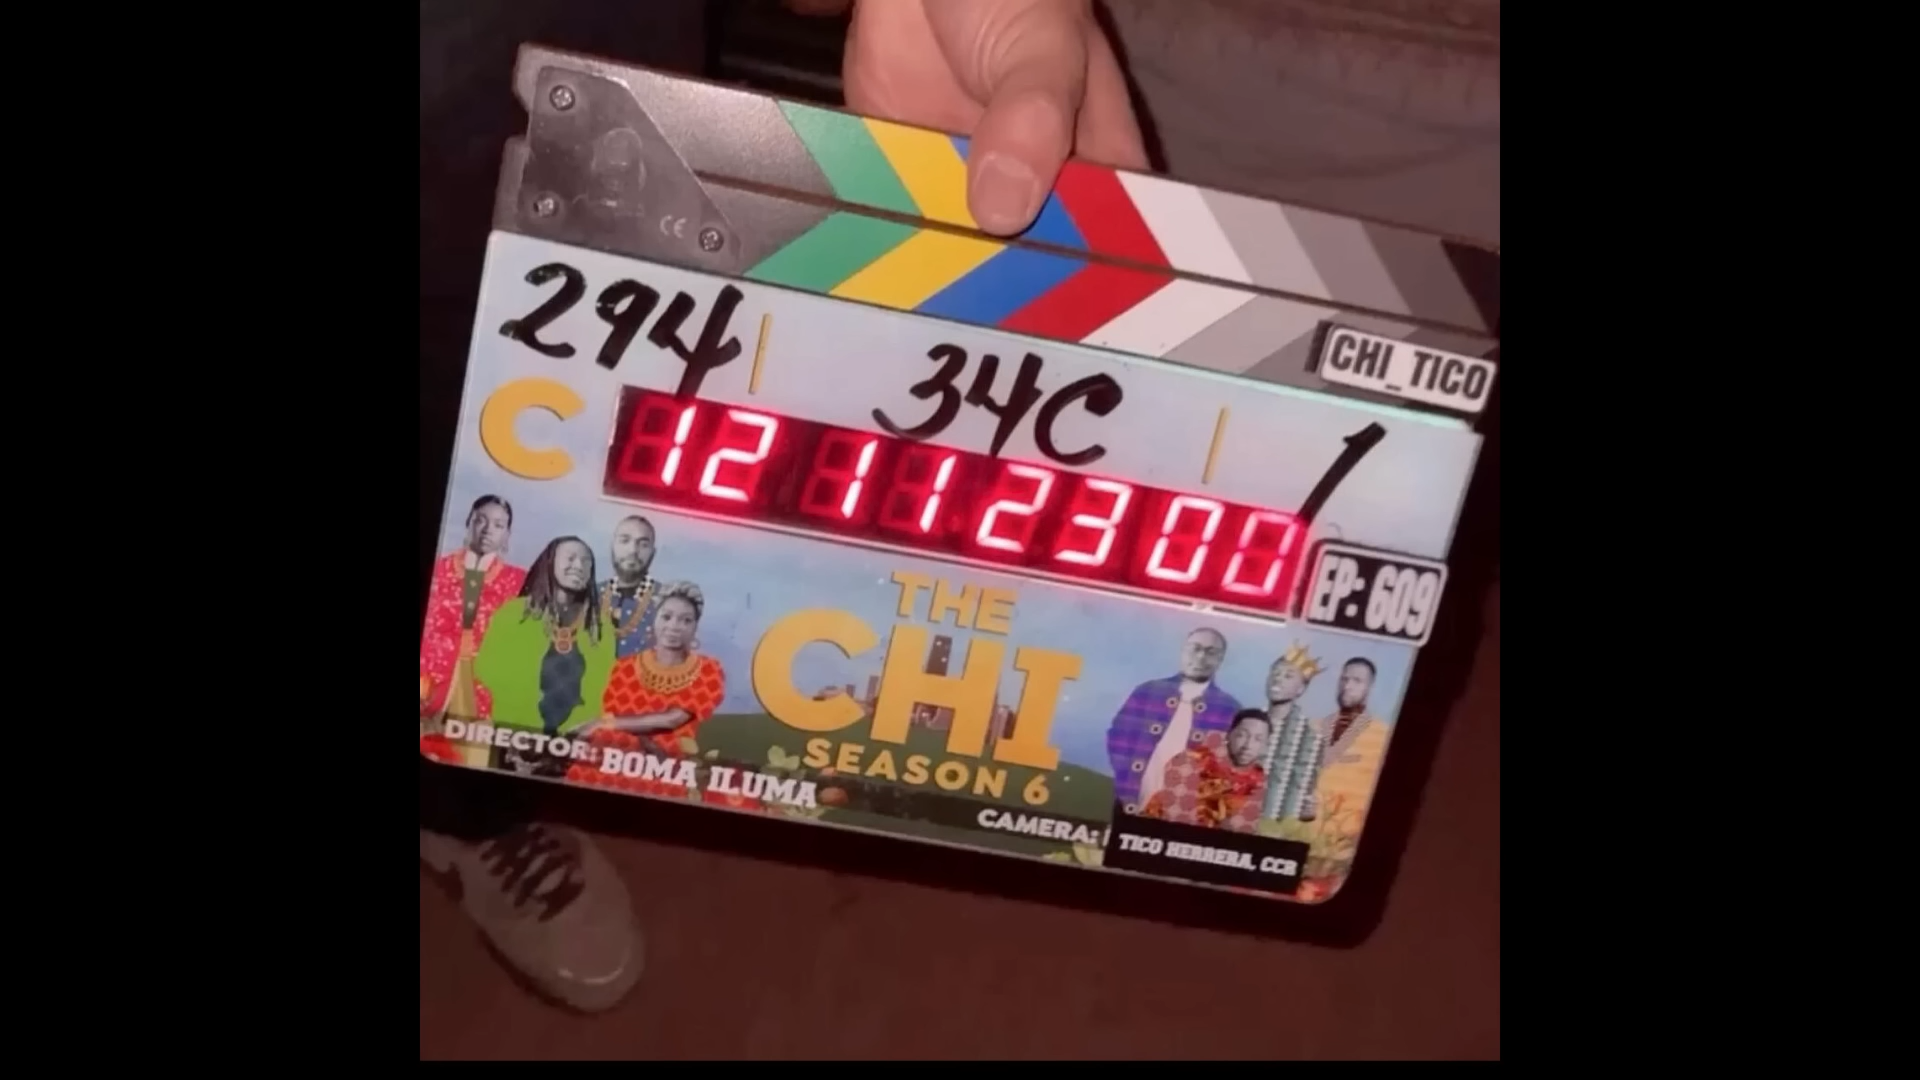 CE
CHI_TICO
294 34C 1
C
12 11 23 00
EP: 609
THE
CHI
SEASON 6
DIRECTOR: BOMA ILUMA
CAMERA: TICO HERRERA, CCR